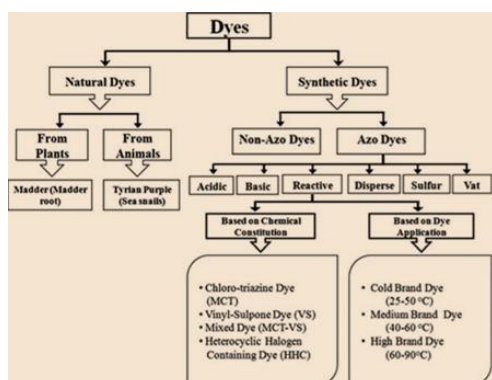 Dyes
Natural Dyes
Synthetic Dyes
From
Plants
From
Animals
Non-Azo Dyes
Azo Dyes
Madder (Madder
root)
Tyrian Purple
(Sea snails)
Acidic
Basic
Reactive
Disperse
Sulfur
Vat
Based on Chemical
Constitution
Based on Dye
Application
• Chloro-triazine Dye
(MCT)
• Vinyl-Sulpone Dye (VS)
• Mixed Dye (MCT-VS)
• Heterocyclic Halogen
Containing Dye (HHC)
• Cold Brand Dye
(25-50 °C)
• Medium Brand Dye
(40-60 °C)
• High Brand Dye
(60-90°C)